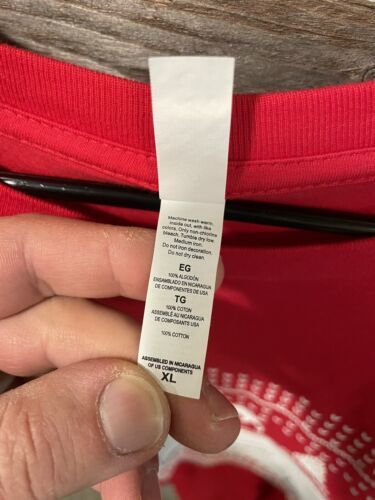 Machine wash warm,
inside out, with like
colors. Only non-chlorine
bleach. Tumble dry low.
Medium iron.
Do not iron decoration.
Do not dry clean.
EG
100% ALGODÓN
ENSAMBLADO EN NICARAGUA
DE COMPONENTES DE USA
TG
100% COTON
ASSEMBLÉ AU NICARAGUA
DE COMPOSANTS USA
100% COTTON
ASSEMBLED IN NICARAGUA
OF US COMPONENTS
XL